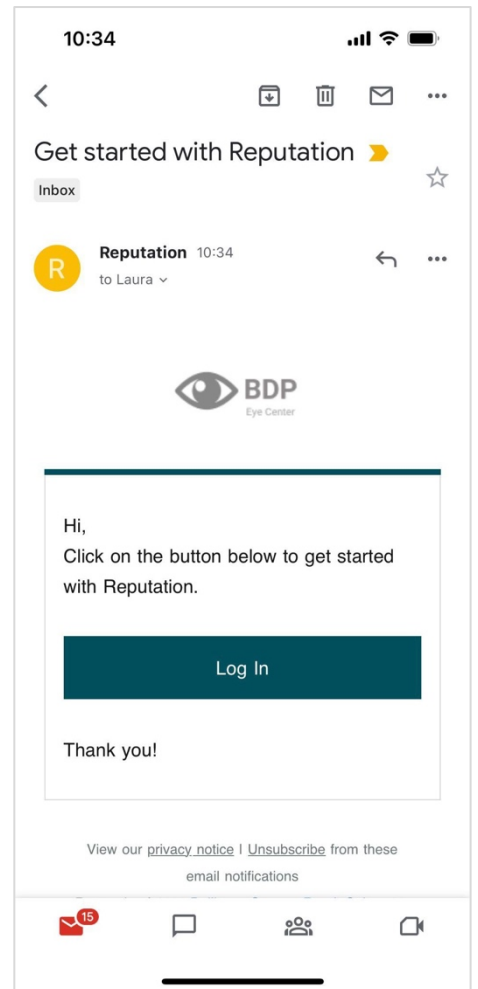 10:34
Get started with Reputation
Inbox
R
Reputation 10:34
to Laura
BDP
Eye Center
Hi,
Click on the button below to get started
with Reputation.
Log In
Thank you!
View our privacy notice | Unsubscribe from these
email notifications
15